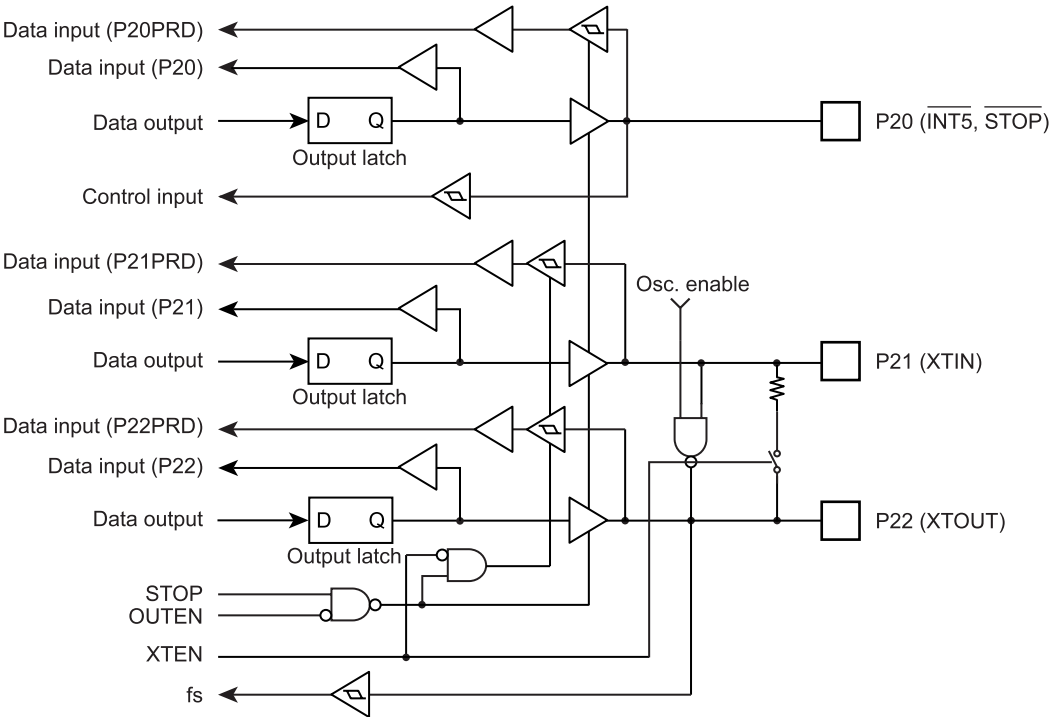 Data input (P20PRD)
Data input (P20)
Data output
D Q
Output latch
P20 (INT5, STOP)
Control input
Data input (P21PRD)
Osc. enable
Data input (P21)
Data output
D Q
Output latch
P21 (XTIN)
Data input (P22PRD)
Data input (P22)
Data output
D Q
Output latch
P22 (XTOUT)
STOP
OUTEN
XTEN
fs